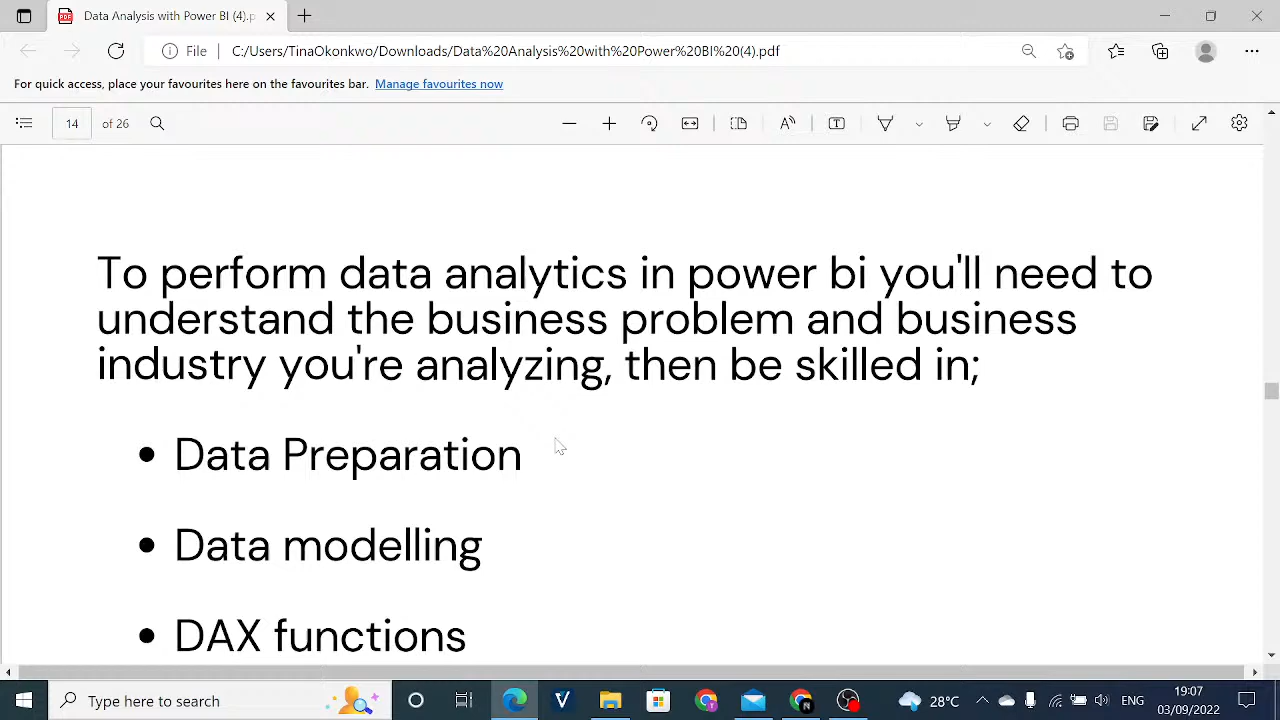 Data Analysis with Power BI (4).p
File
C:/Users/TinaOkonkwo/Downloads/Data%20Analysis%20with%20Power%20BI%20(4).pdf
For quick access, place your favourites here on the favourites bar. Manage favourites now
14 of 26
To perform data analytics in power bi you'll need to
understand the business problem and business
industry you're analyzing, then be skilled in;
• Data Preparation
• Data modelling
• DAX functions
Type here to search
28°C
ENG
19:07
03/09/2022